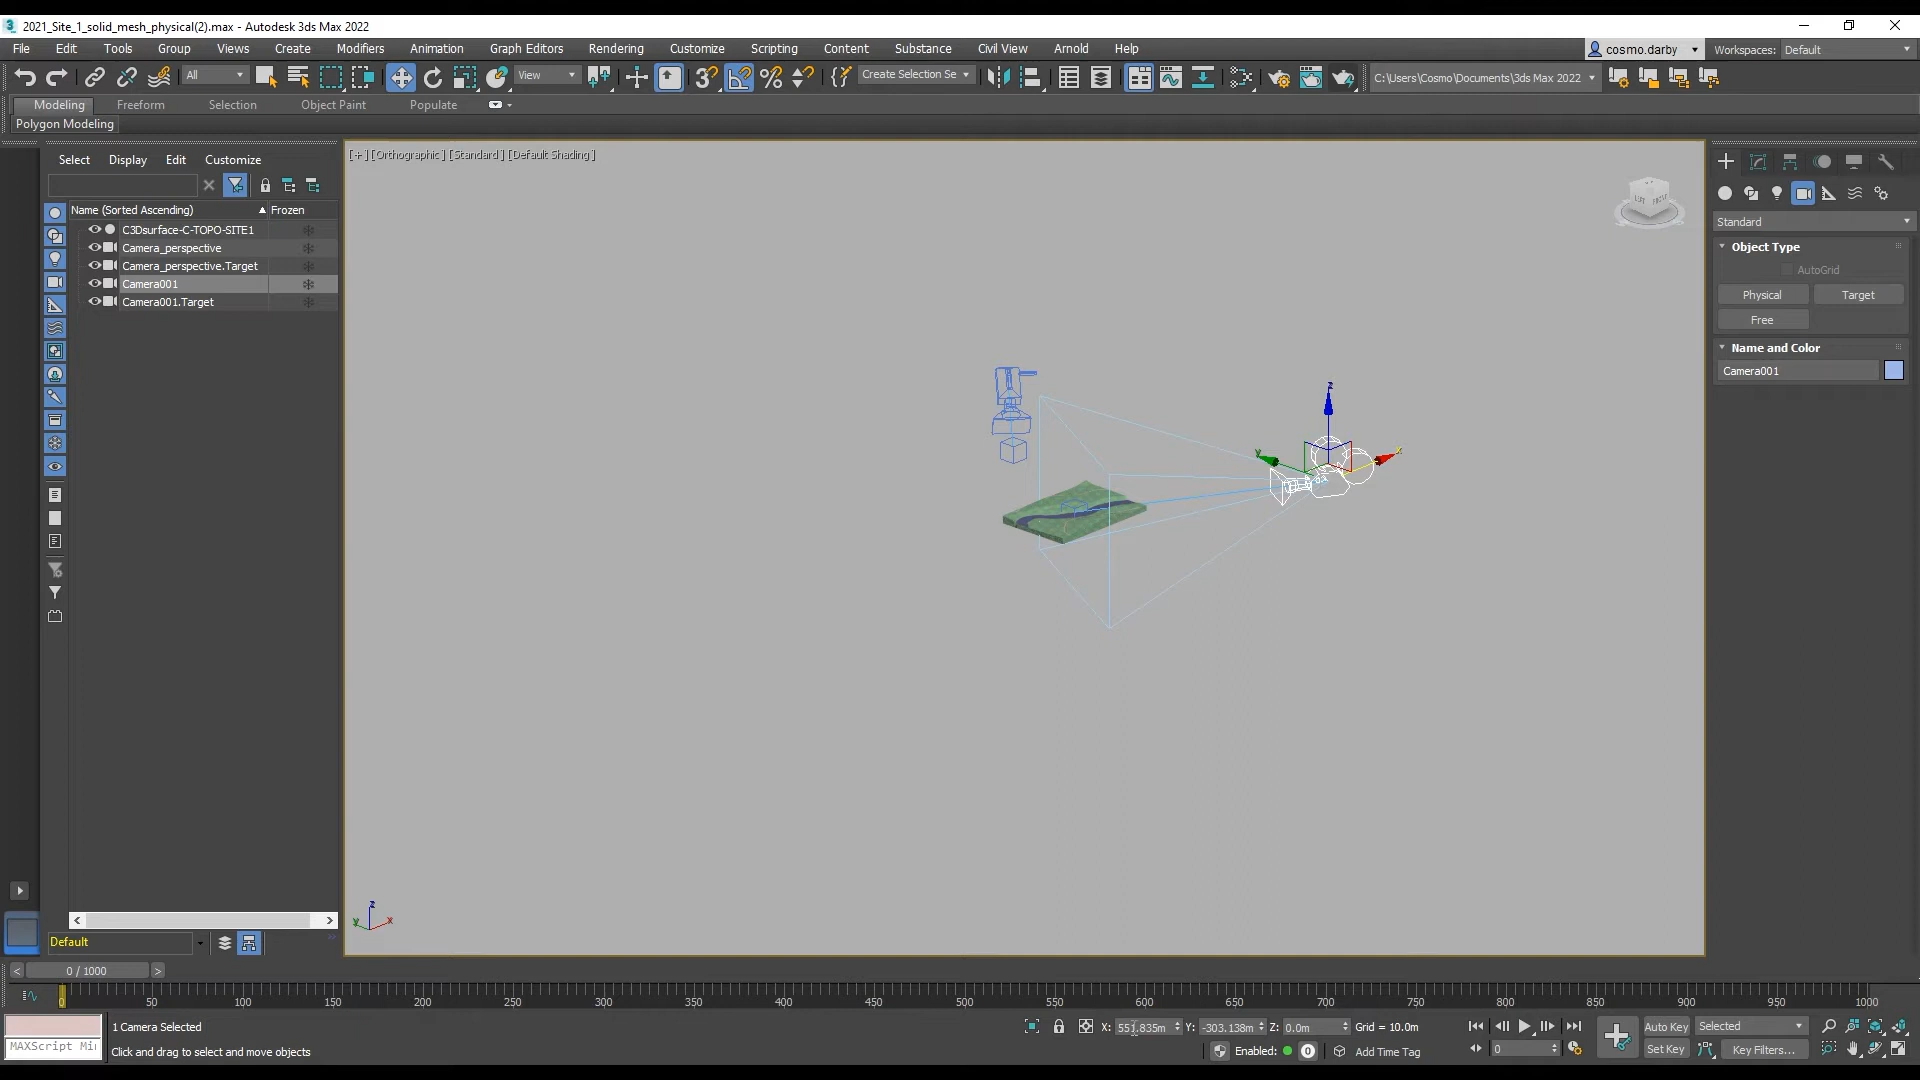 2021_Site_1_solid_mesh_physical(2).max - Autodesk 3ds Max 2022
File Edit Tools Group Views Create Modifiers Animation Graph Editors Rendering Customize Scripting Content Substance Civil View Arnold Help
cosmo.darby Workspaces: Default
All View Create Selection Se C:\Users\Cosmo\Documents\3ds Max 2022
Modeling Freeform Selection Object Paint Populate
Polygon Modeling
Select Display Edit Customize
[+] [Orthographic] [Standard] [Default Shading]
Name (Sorted Ascending) Frozen
C3Dsurface-C-TOPO-SITE1
Camera_perspective
Camera_perspective.Target
Camera001
Camera001.Target
Standard
Object Type
AutoGrid
Physical Target
Free
Name and Color
Camera001
Default
0 / 1000
0 50 100 150 200 250 300 350 400 450 500 550 600 650 700 750 800 850 900 950 1000
1 Camera Selected
X: 551.835m Y: -303.138m Z: 0.0m Grid = 10.0m
Auto Key Selected
MAXScript Mi
Click and drag to select and move objects
Enabled: 0 Add Time Tag
0
Set Key Key Filters...